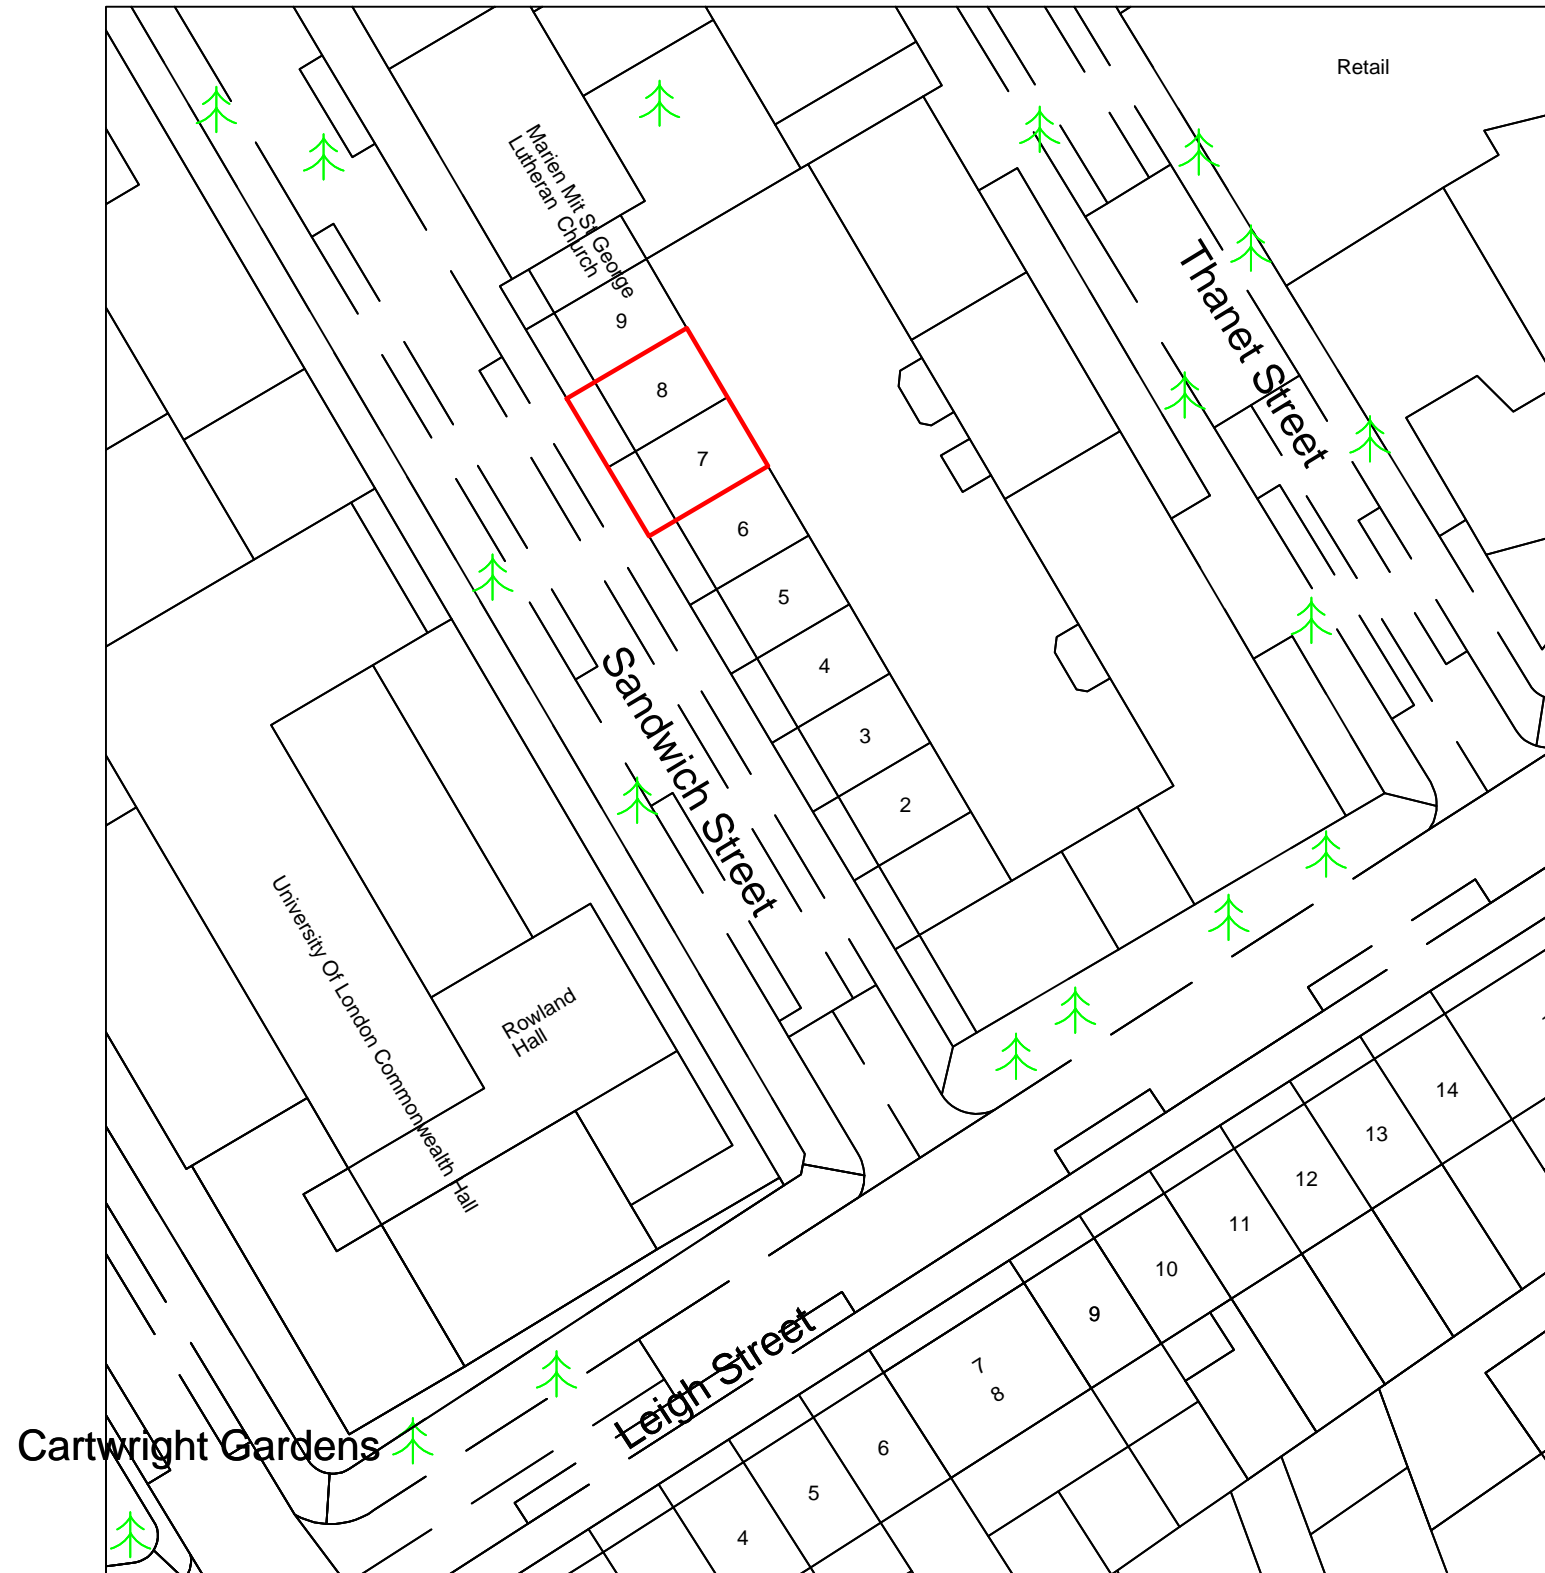 Retail
Marien Mit St George
Lutheran Church
Thanet Street
9
8
7
6
5
4
3
2
Sandwich Street
University Of London Commonwealth Hall
Rowland
Hall
14
13
12
11
10
9
7
8
6
5
4
Leigh Street
Cartwright Gardens